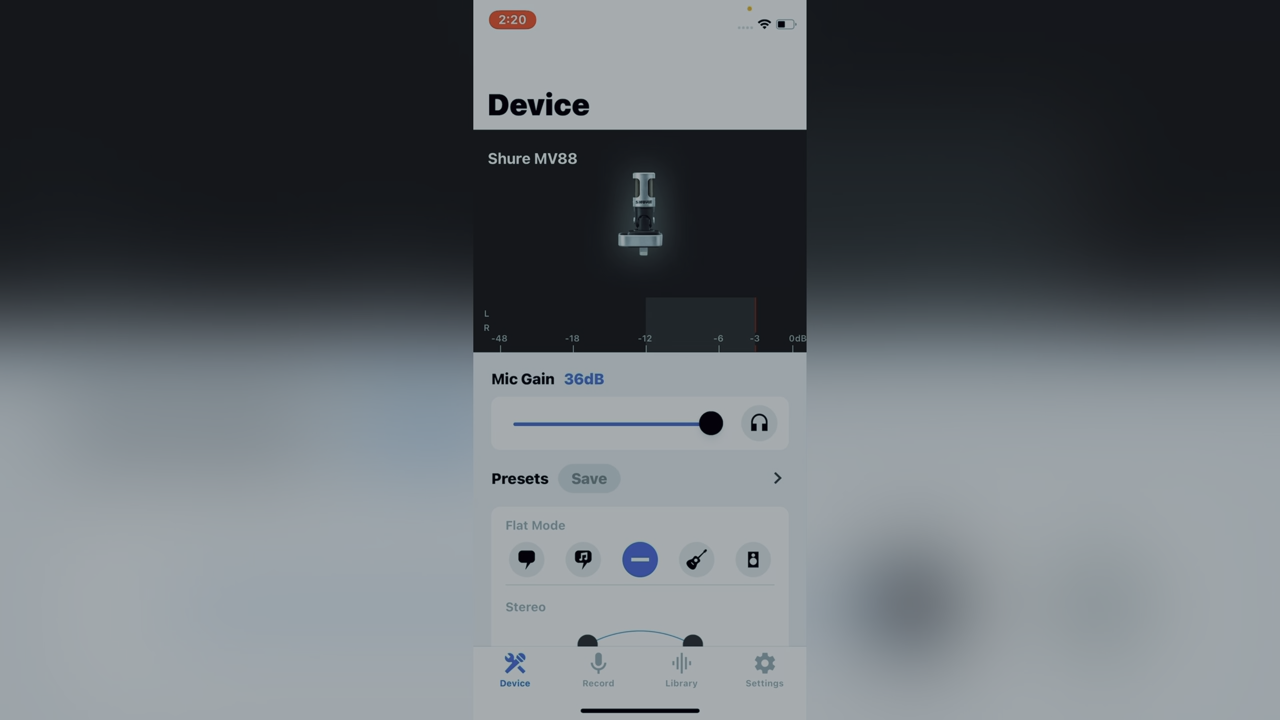 2:20
Device
Shure MV88
L
R
-48 -18 -12 -6 -3 0dB
Mic Gain 36dB
Presets Save
Flat Mode
Stereo
Device Record Library Settings